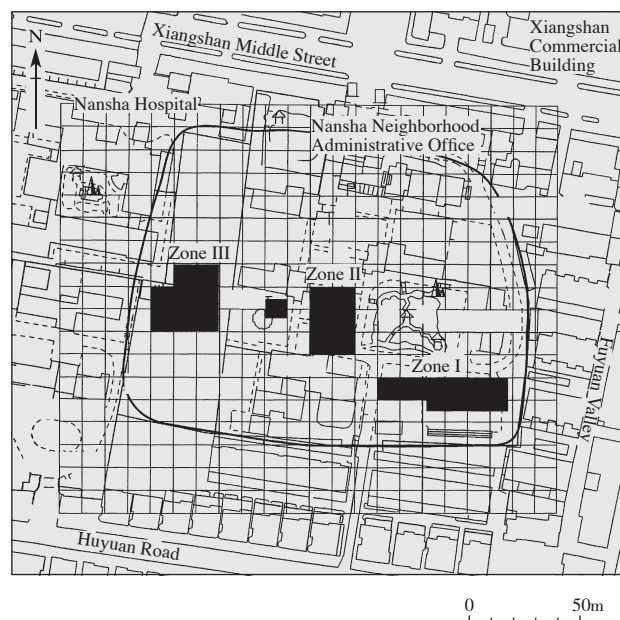 Xiangshan Middle Street
Xiangshan
Commercial
Building
N
Nansha Hospital
Nansha Neighborhood
Administrative Office
Zone III
Zone II
Zone I
Fuyuan Valley
Huyuan Road
0 50m